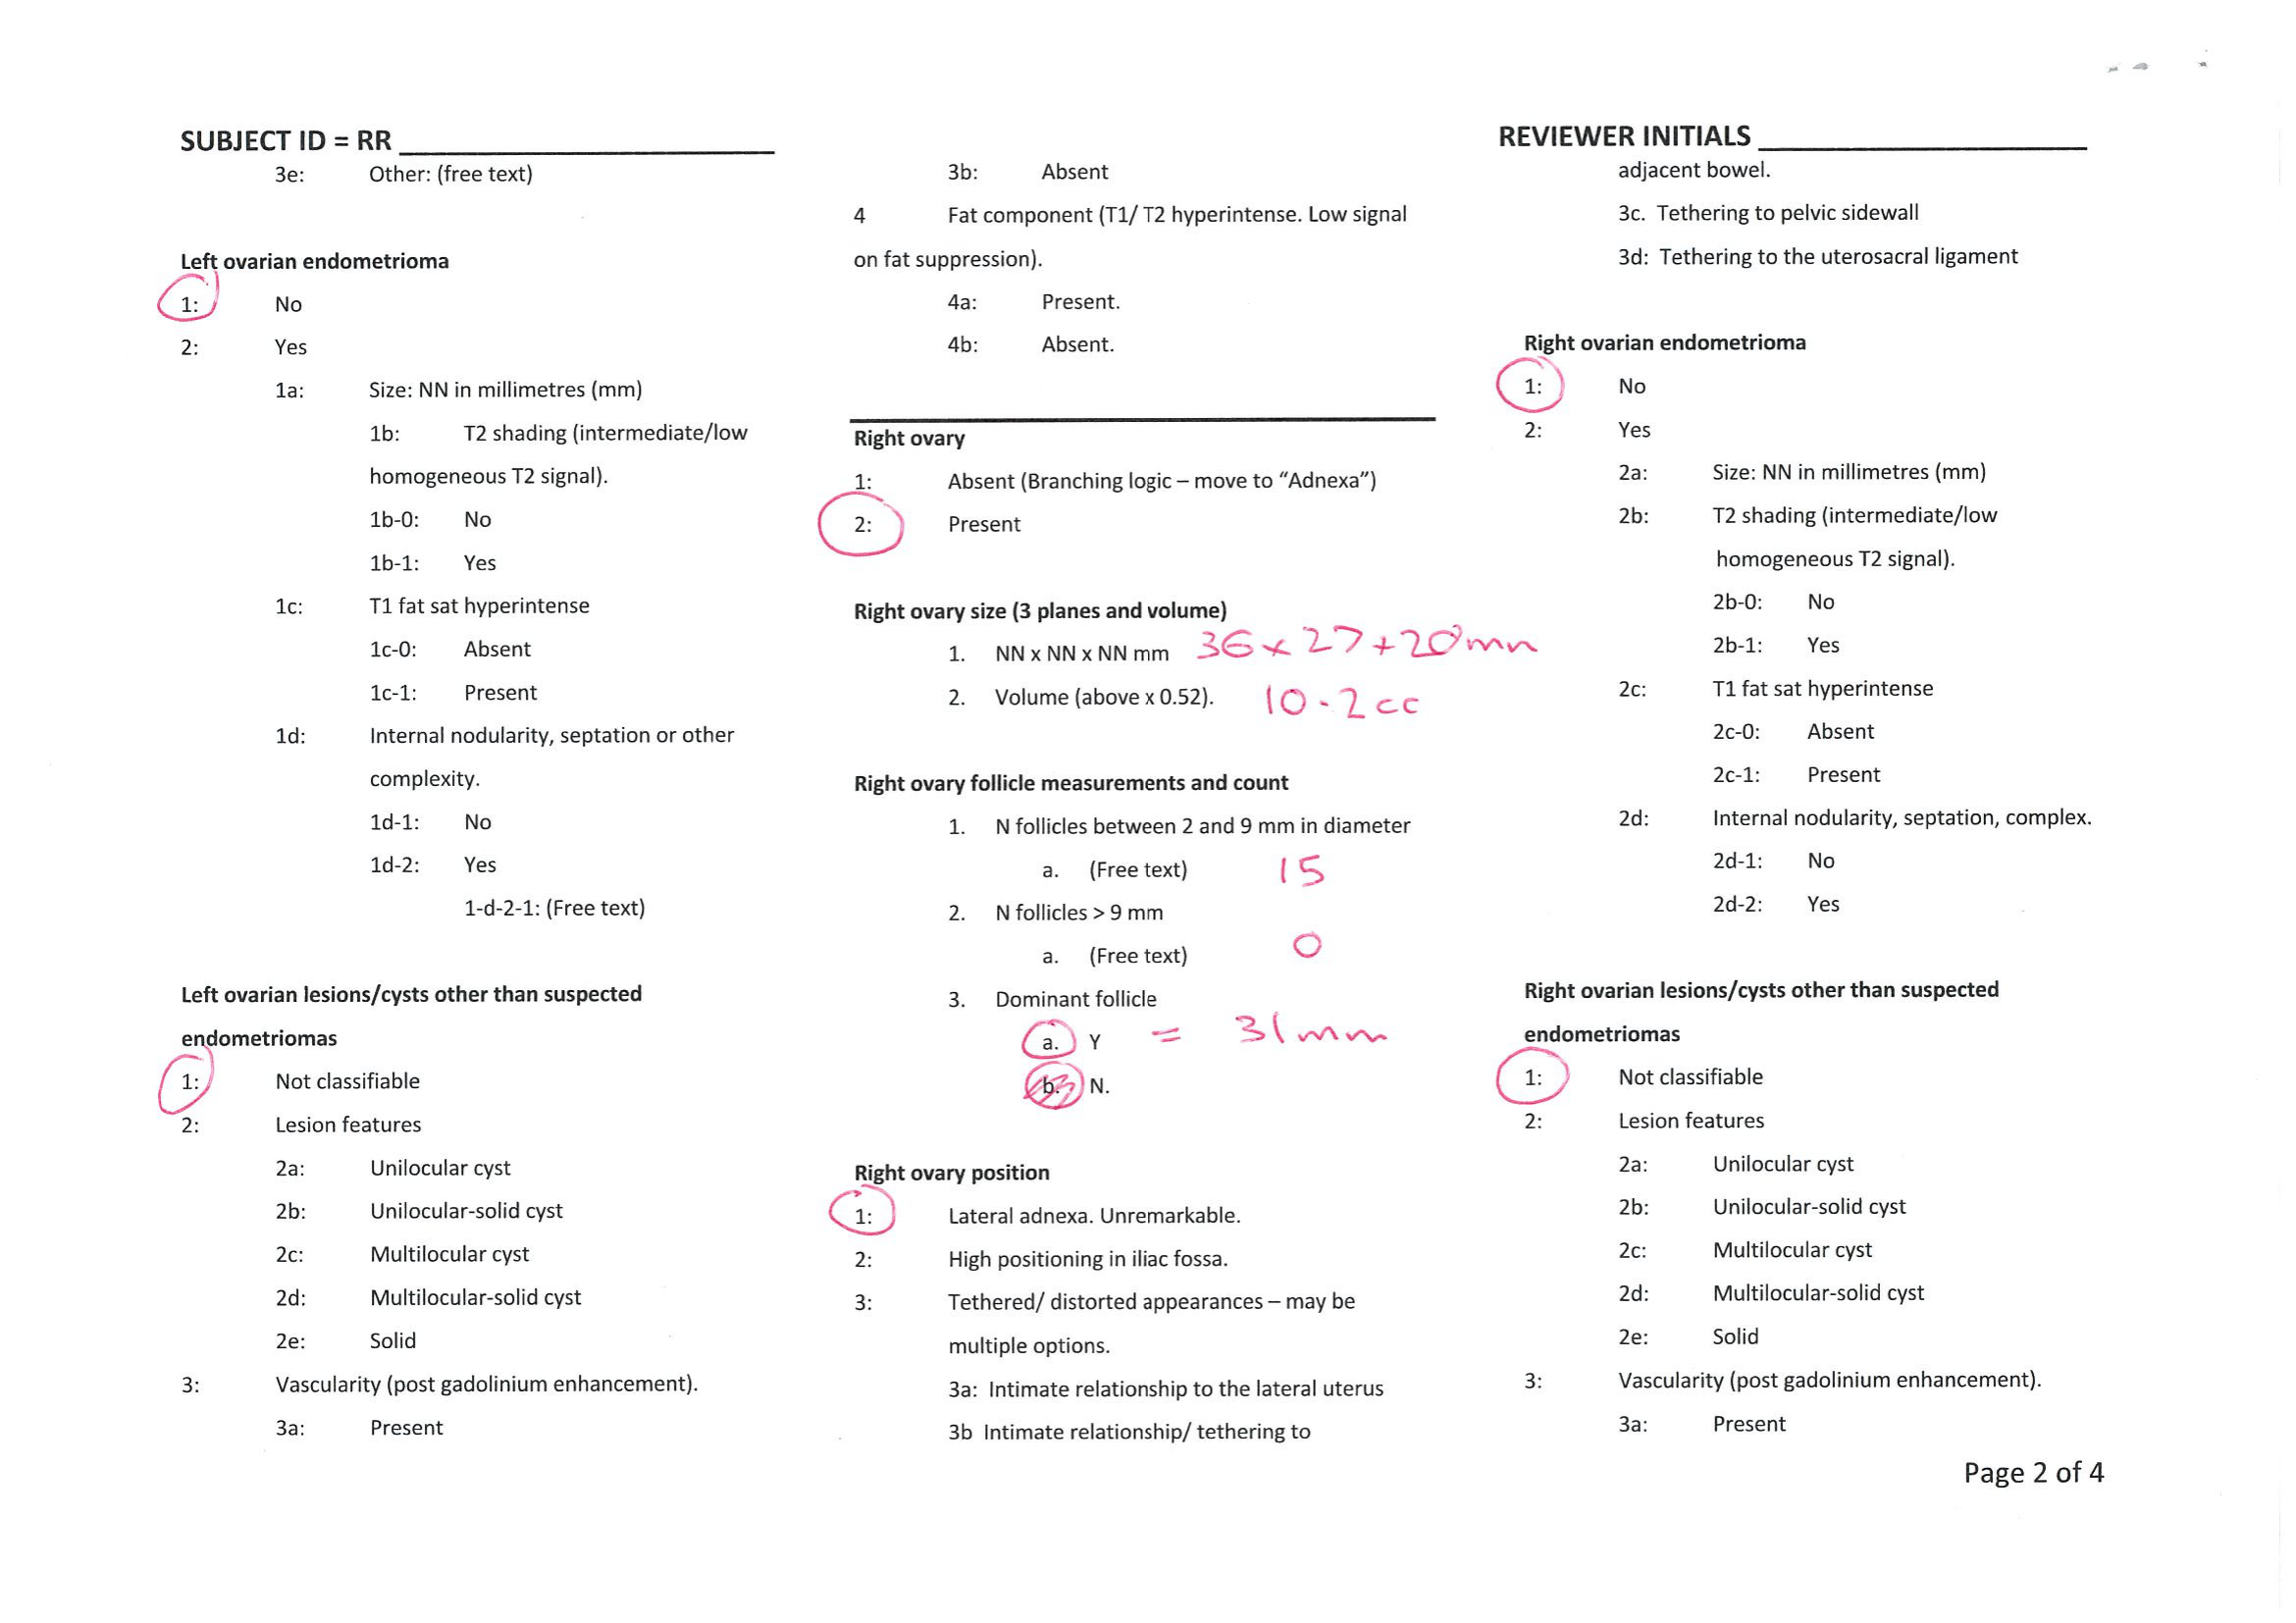 SUBJECT ID = RR
3e: Other: (free text)
Left ovarian endometrioma
1: No
2: Yes
1a: Size: NN in millimetres (mm)
1b: T2 shading (intermediate/low
homogeneous T2 signal).
1b-0: No
1b-1: Yes
1c: T1 fat sat hyperintense
1c-0: Absent
1c-1: Present
1d: Internal nodularity, septation or other
complexity.
1d-1: No
1d-2: Yes
1-d-2-1: (Free text)
Left ovarian lesions/cysts other than suspected
endometriomas
1: Not classifiable
2: Lesion features
2a: Unilocular cyst
2b: Unilocular-solid cyst
2c: Multilocular cyst
2d: Multilocular-solid cyst
2e: Solid
3: Vascularity (post gadolinium enhancement).
3a: Present
3b: Absent
4 Fat component (T1/ T2 hyperintense. Low signal
on fat suppression).
4a: Present.
4b: Absent.
Right ovary
1: Absent (Branching logic – move to “Adnexa”)
2: Present
Right ovary size (3 planes and volume)
1. NN x NN x NN mm 36 x 27 + 20 mm
2. Volume (above x 0.52). 10.2 cc
Right ovary follicle measurements and count
1. N follicles between 2 and 9 mm in diameter
a. (Free text) 15
2. N follicles > 9 mm
a. (Free text) 0
3. Dominant follicle
a. Y = 31 mm
b. N.
Right ovary position
1: Lateral adnexa. Unremarkable.
2: High positioning in iliac fossa.
3: Tethered/ distorted appearances – may be
multiple options.
3a: Intimate relationship to the lateral uterus
3b Intimate relationship/ tethering to
REVIEWER INITIALS
adjacent bowel.
3c. Tethering to pelvic sidewall
3d: Tethering to the uterosacral ligament
Right ovarian endometrioma
1: No
2: Yes
2a: Size: NN in millimetres (mm)
2b: T2 shading (intermediate/low
homogeneous T2 signal).
2b-0: No
2b-1: Yes
2c: T1 fat sat hyperintense
2c-0: Absent
2c-1: Present
2d: Internal nodularity, septation, complex.
2d-1: No
2d-2: Yes
Right ovarian lesions/cysts other than suspected
endometriomas
1: Not classifiable
2: Lesion features
2a: Unilocular cyst
2b: Unilocular-solid cyst
2c: Multilocular cyst
2d: Multilocular-solid cyst
2e: Solid
3: Vascularity (post gadolinium enhancement).
3a: Present
Page 2 of 4